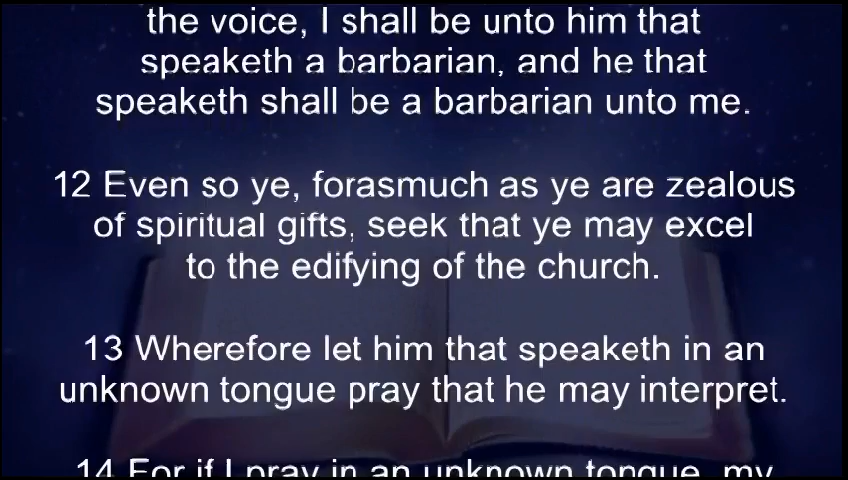 the voice, I shall be unto him that
speaketh a barbarian, and he that
speaketh shall be a barbarian unto me.
12 Even so ye, forasmuch as ye are zealous
of spiritual gifts, seek that ye may excel
to the edifying of the church.
13 Wherefore let him that speaketh in an
unknown tongue pray that he may interpret.
14 For if I pray in an unknown tongue, my